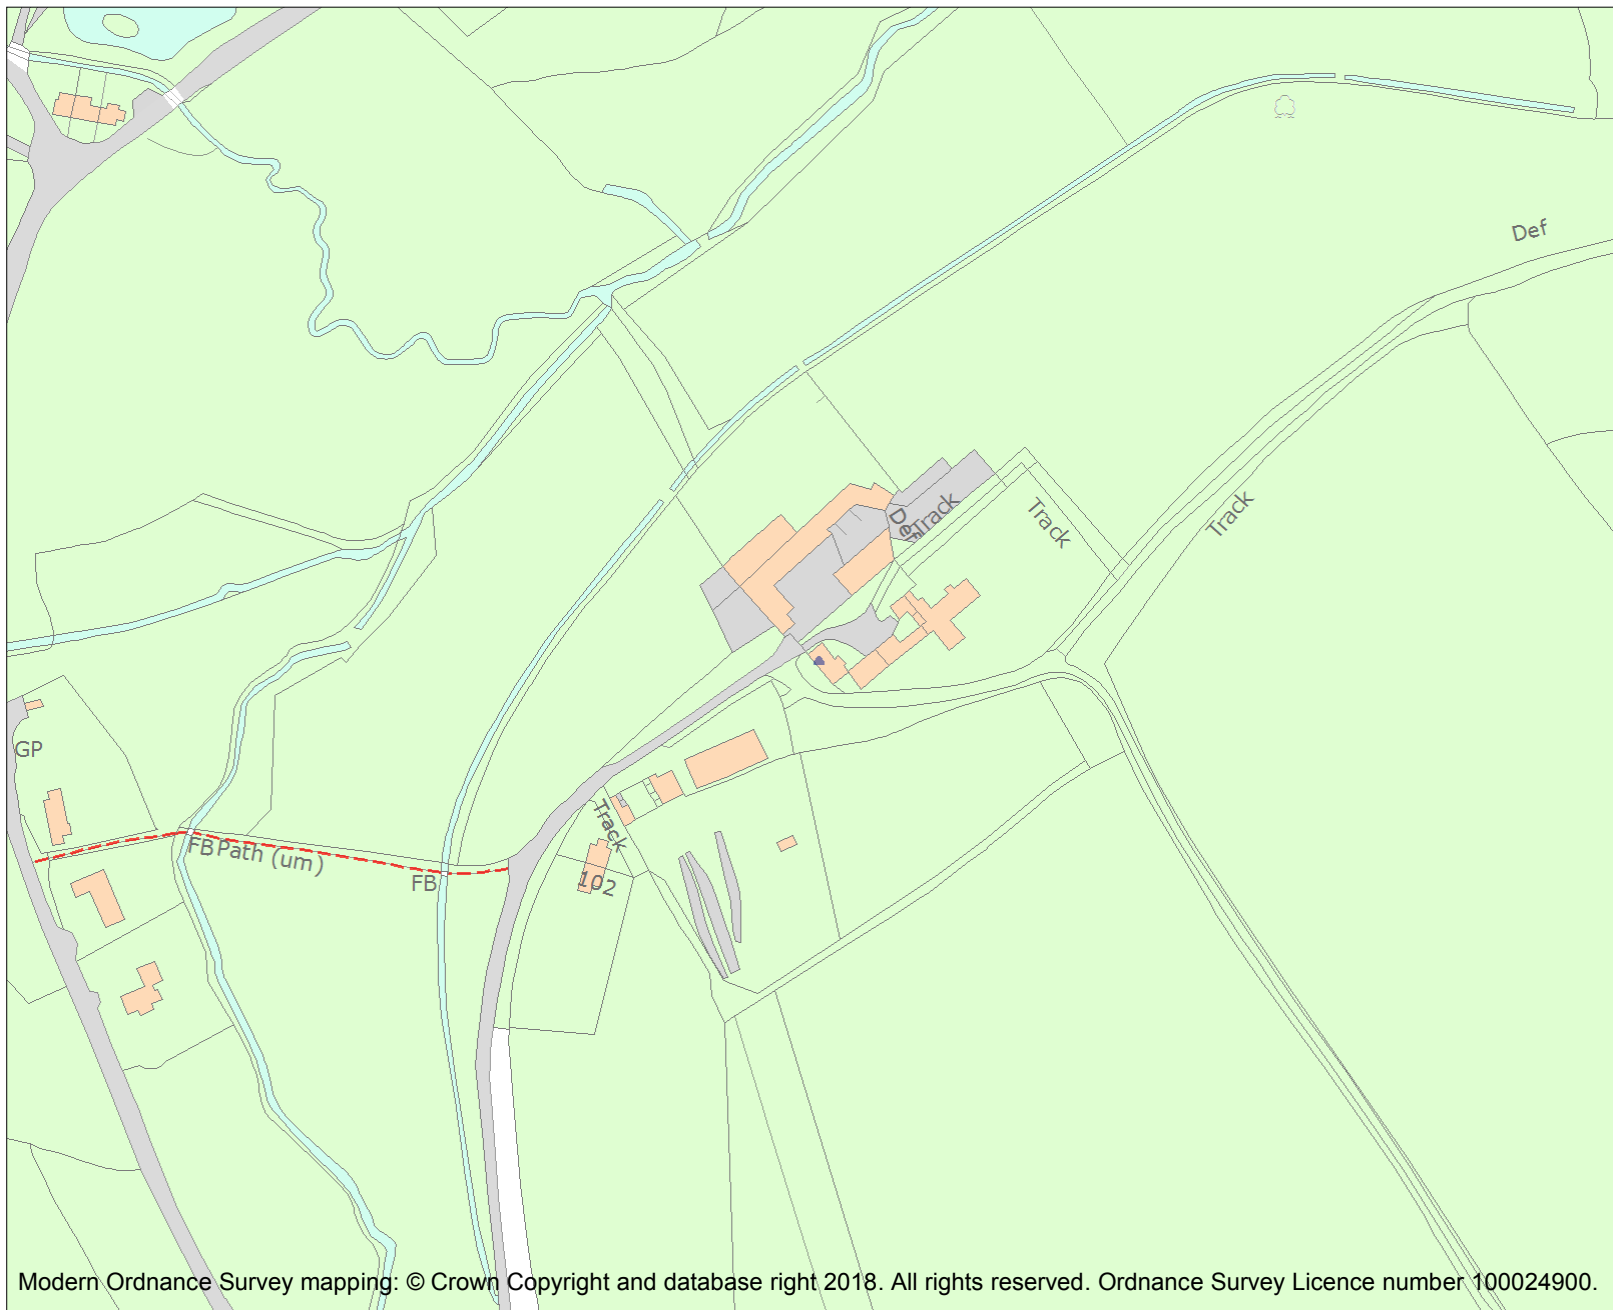 Def
Track
Def
Track
Track
GP
Track
FB
Path (um)
FB
102
Modern Ordnance Survey mapping: © Crown Copyright and database right 2018. All rights reserved. Ordnance Survey Licence number 100024900.